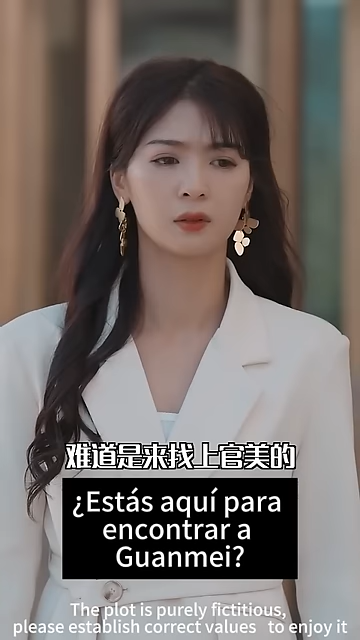 难道是来找上官美的
¿Estás aquí para
encontrar a
Guanmei?
The plot is purely fictitious,
please establish correct values to enjoy it